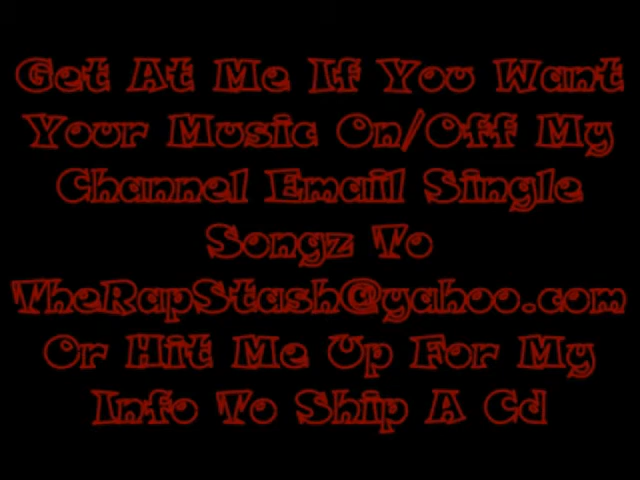 Get At Me If You Want
Your Music On/Off My
Channel Email Single
Songz To
TheRapStash@yahoo.com
Or Hit Me Up For My
Info To Ship A Cd